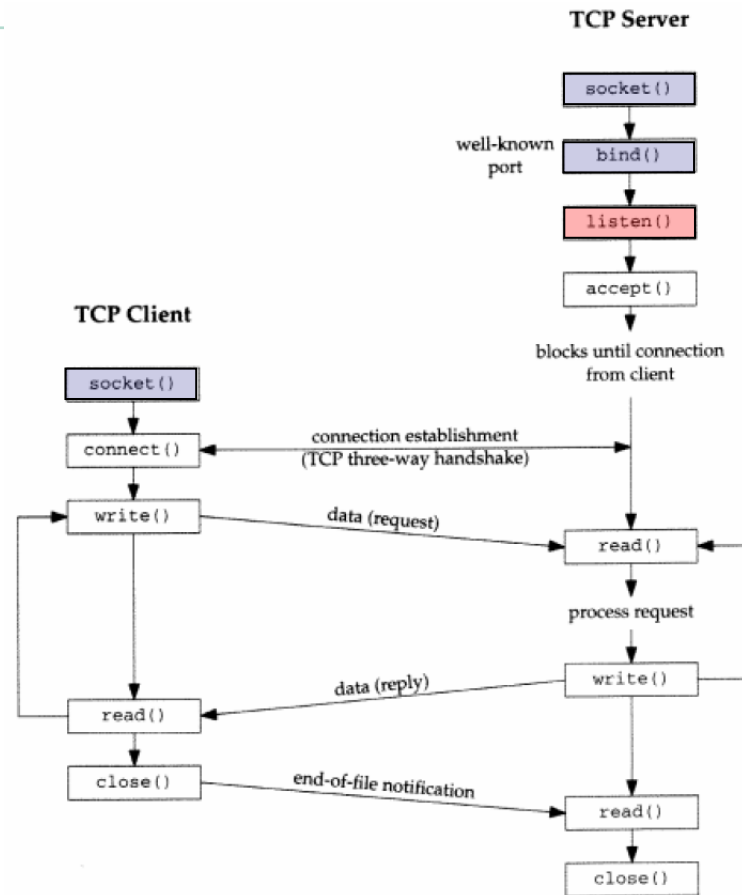 TCP Server
socket()
well-known
port
bind()
listen()
accept()
blocks until connection
from client
TCP Client
socket()
connection establishment
(TCP three-way handshake)
connect()
write()
data (request)
read()
process request
write()
data (reply)
read()
close()
end-of-file notification
read()
close()